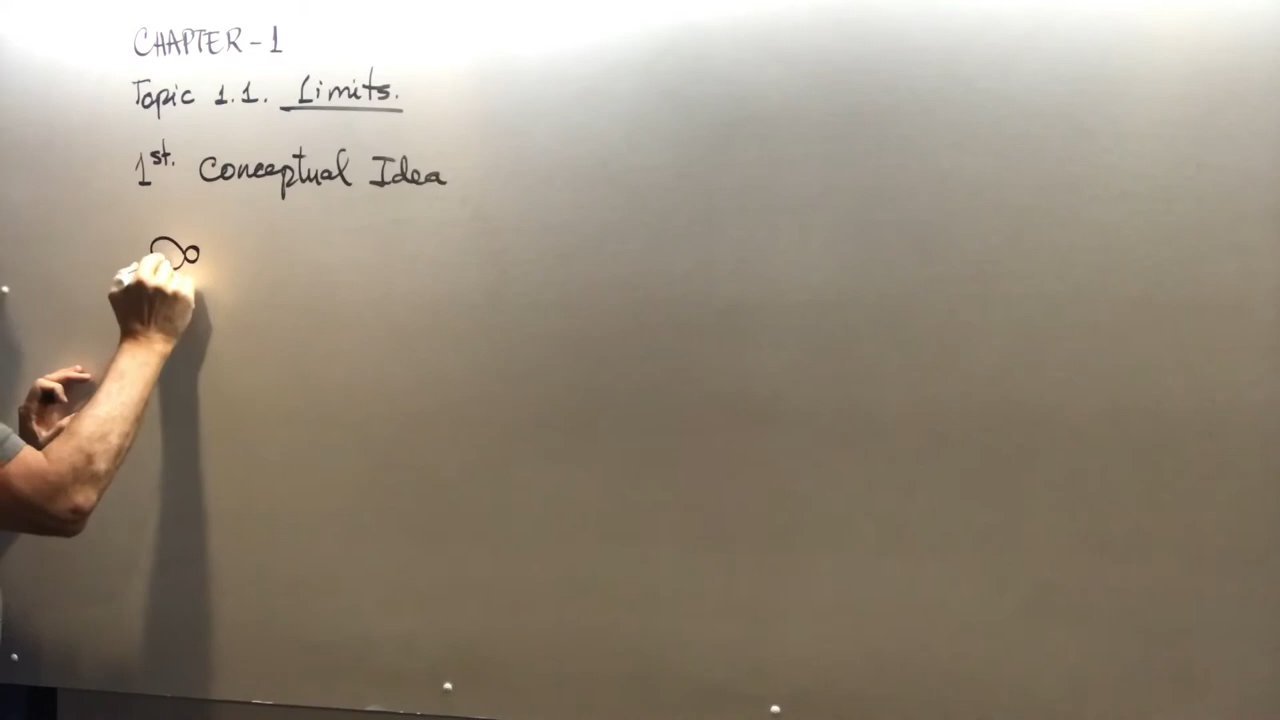 CHAPTER-1
Topic 1.1. Limits.
1st. Conceptual Idea